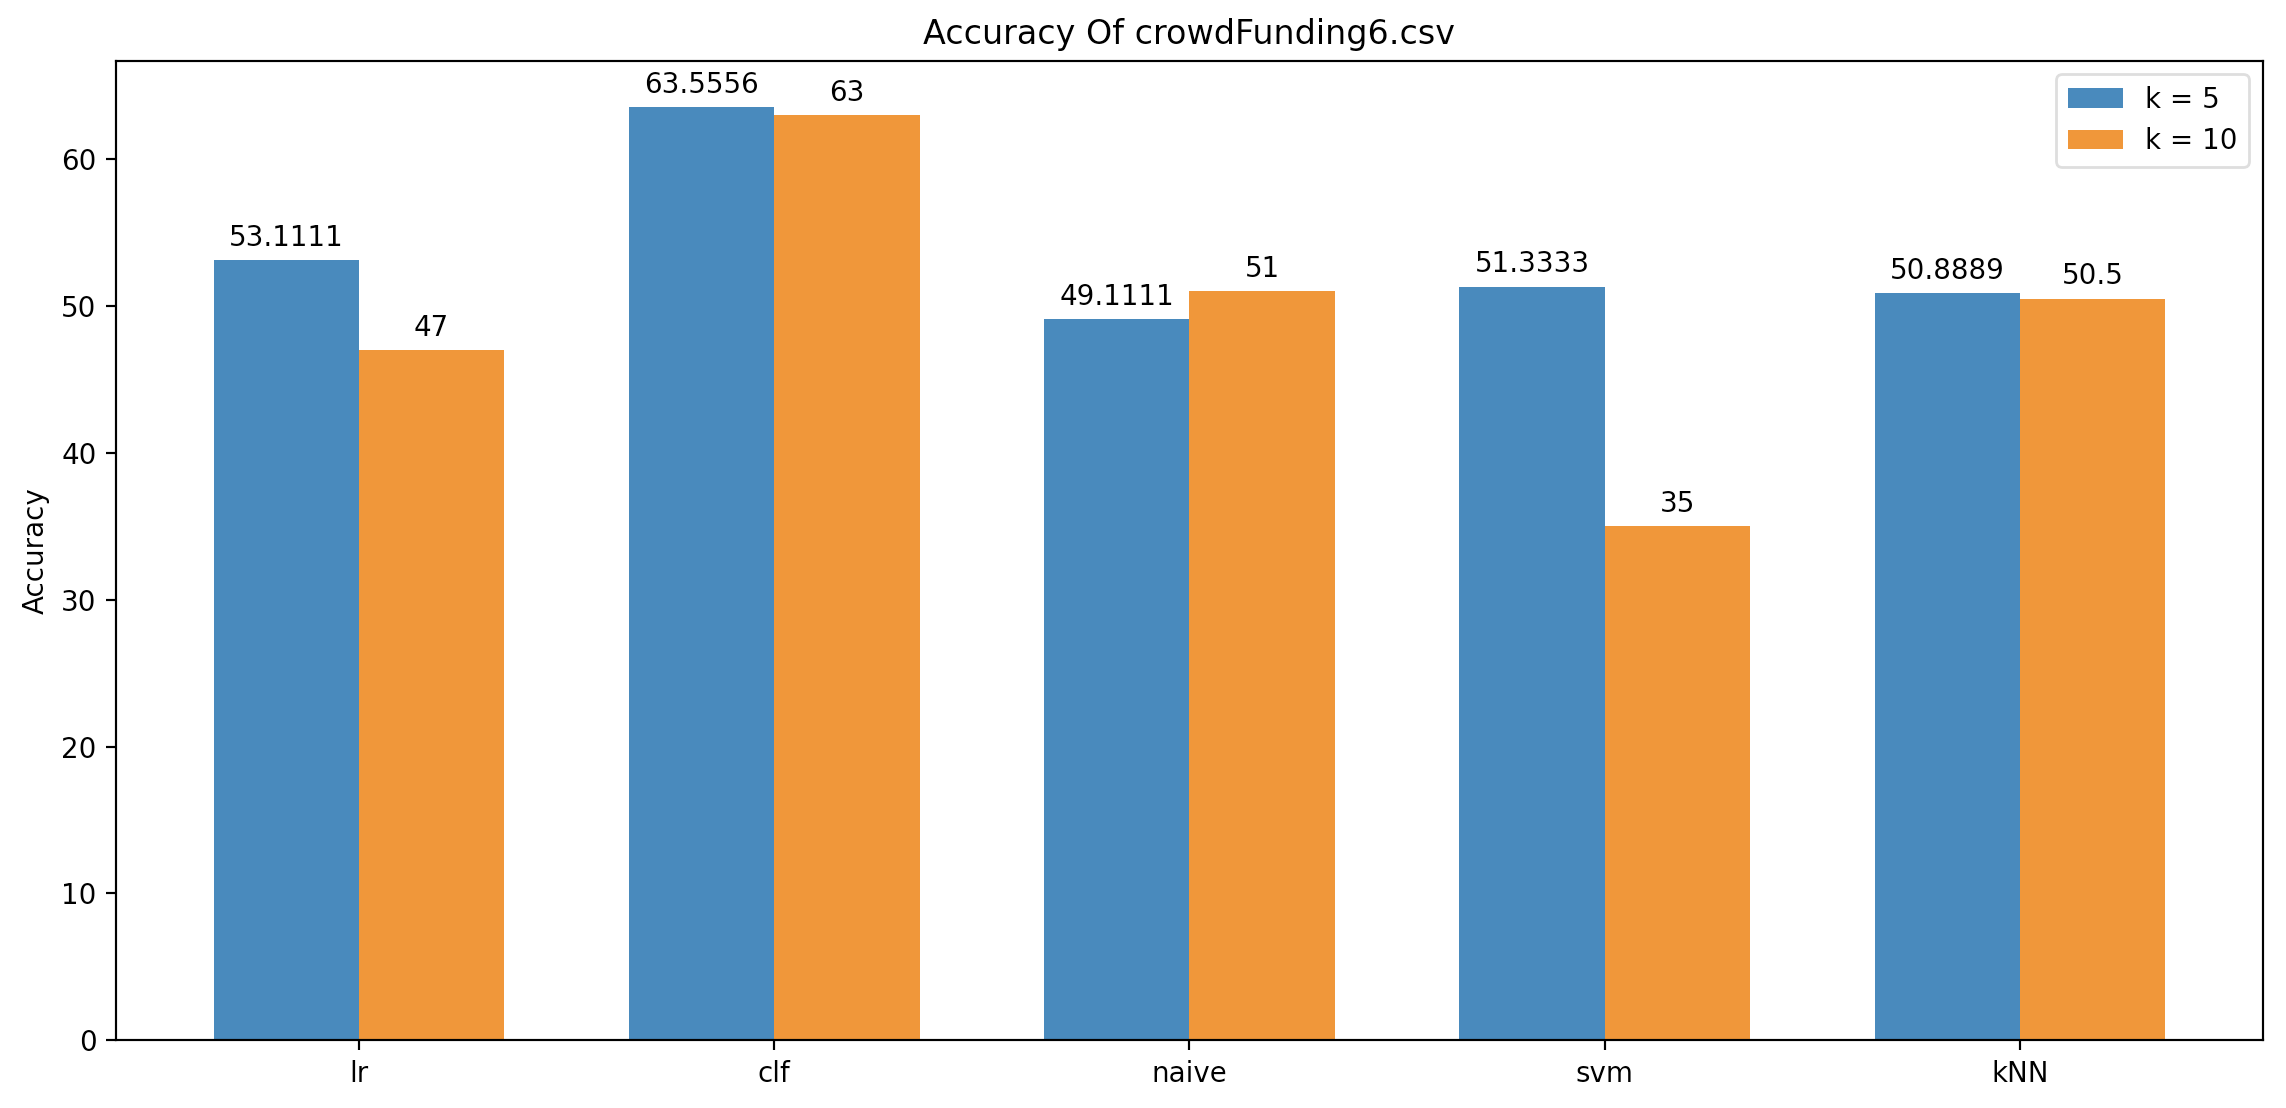 Accuracy Of crowdFunding6.csv
k = 5
k = 10
63.5556
63
53.1111
47
49.1111
51
51.3333
35
50.8889
50.5
Accuracy
60
50
40
30
20
10
0
lr
clf
naive
svm
kNN